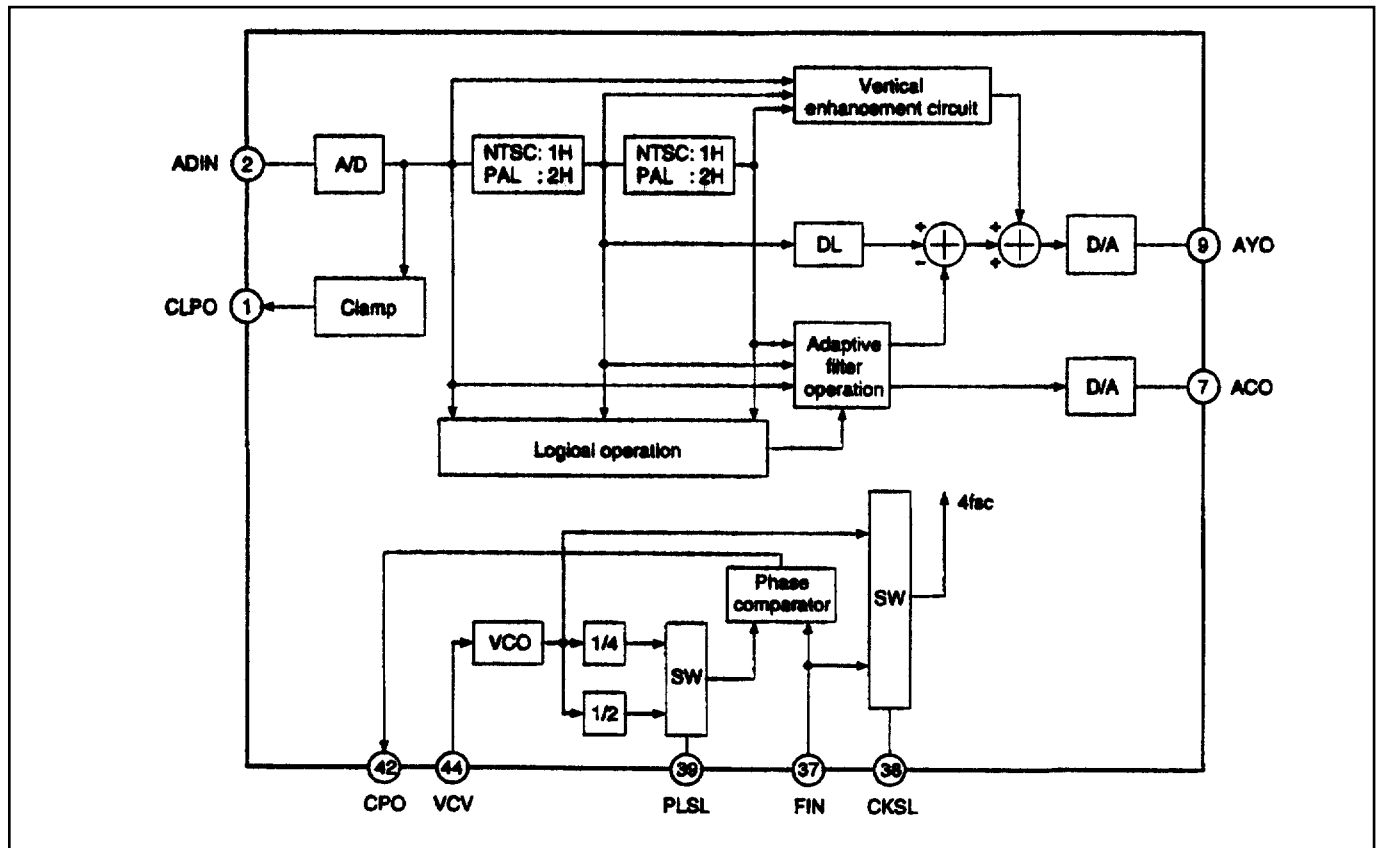 Vertical
enhancement circuit
ADIN
2
A/D
NTSC: 1H
PAL : 2H
NTSC: 1H
PAL : 2H
DL
+
-
+
+
D/A
9
AYO
CLPO
1
Clamp
Adaptive
filter
operation
D/A
7
ACO
Logical operation
4fsc
Phase
comparator
SW
VCO
1/4
SW
1/2
42
44
39
37
38
CPO
VCV
PLSL
FIN
CKSL